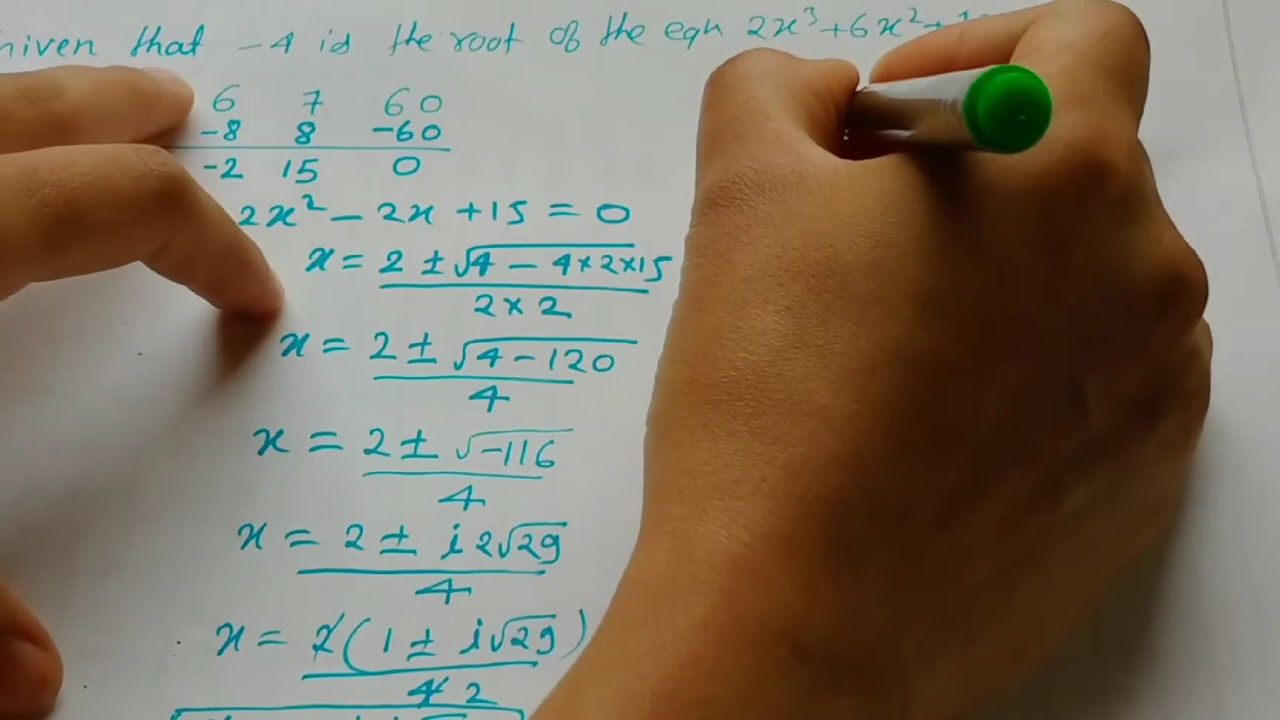 Given that -4 is the root of the eqn 2x³+6x²+
6 7 60
-8 8 -60
-2 15 0
2x² - 2x + 15 = 0
x = 2 ± √4 - 4×2×15
2×2
x = 2 ± √4-120
4
x = 2 ± √-116
4
x = 2 ± i 2√29
4
x = 2(1 ± i√29)
4 2